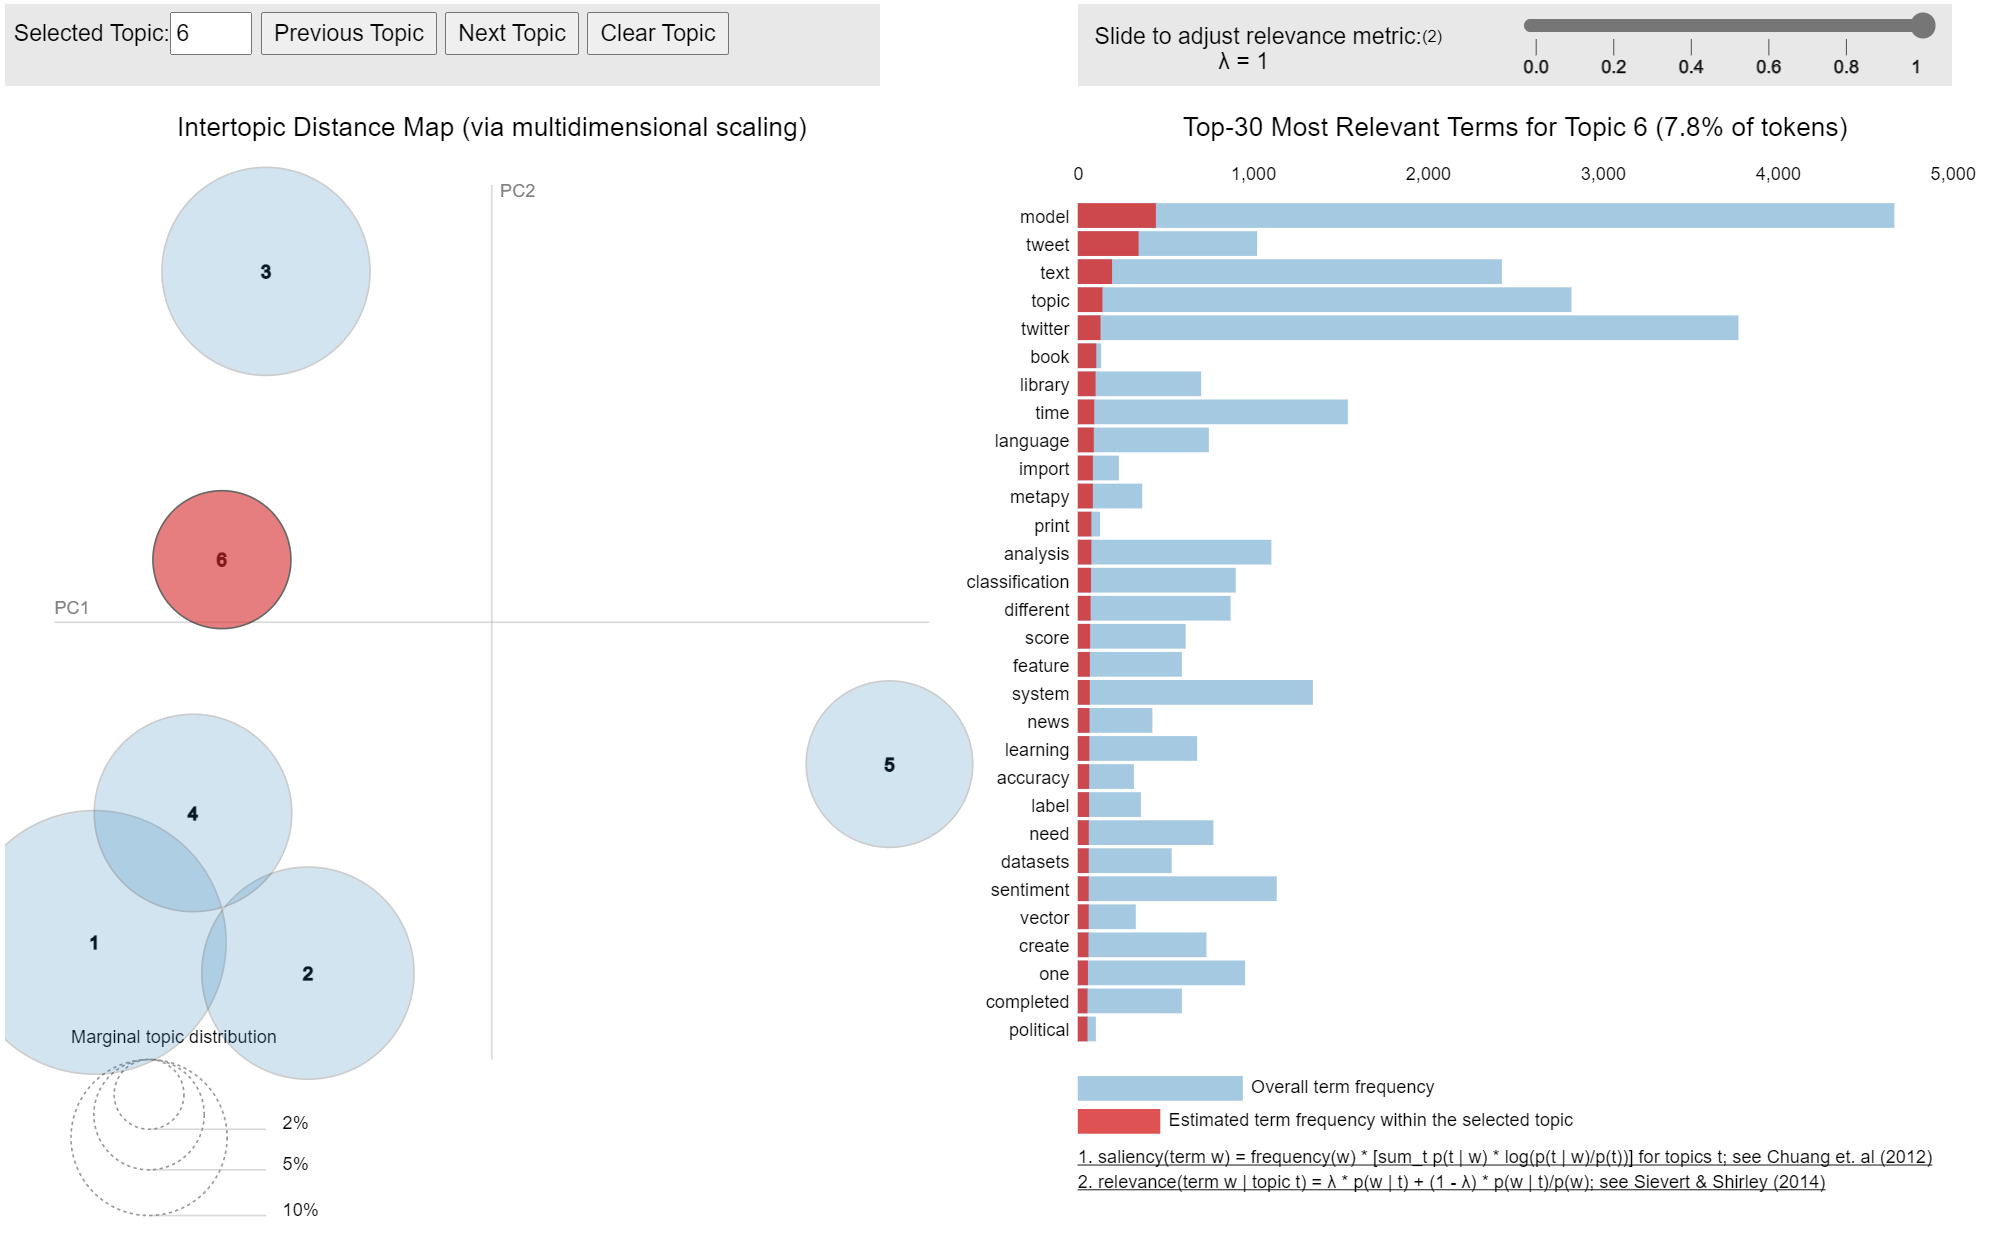 Selected Topic: 6 Previous Topic Next Topic Clear Topic
Slide to adjust relevance metric:(2)
λ = 1
0.0 0.2 0.4 0.6 0.8 1
Intertopic Distance Map (via multidimensional scaling)
PC2
3
6
PC1
5
4
1
2
Marginal topic distribution
2%
5%
10%
Top-30 Most Relevant Terms for Topic 6 (7.8% of tokens)
0 1,000 2,000 3,000 4,000 5,000
model
tweet
text
topic
twitter
book
library
time
language
import
metapy
print
analysis
classification
different
score
feature
system
news
learning
accuracy
label
need
datasets
sentiment
vector
create
one
completed
political
Overall term frequency
Estimated term frequency within the selected topic
1. saliency(term w) = frequency(w) * [sum_t p(t | w) * log(p(t | w)/p(t))] for topics t; see Chuang et. al (2012)
2. relevance(term w | topic t) = λ * p(w | t) + (1 - λ) * p(w | t)/p(w); see Sievert & Shirley (2014)